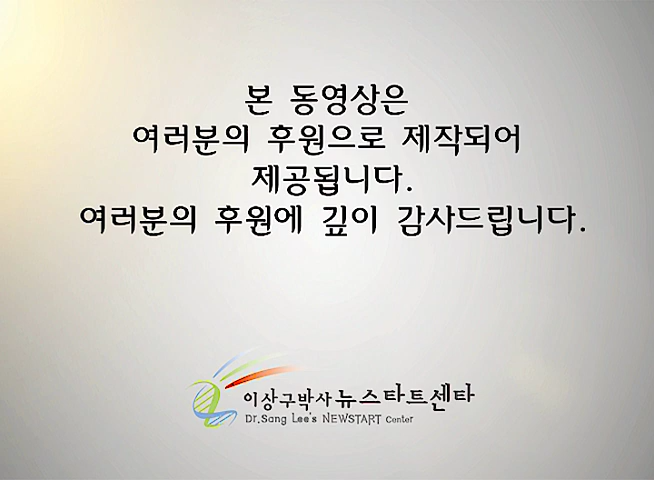 본 동영상은
여러분의 후원으로 제작되어
제공됩니다.
여러분의 후원에 깊이 감사드립니다.
이상구박사 뉴스타트센타
Dr.Sang Lee's NEWSTART Center